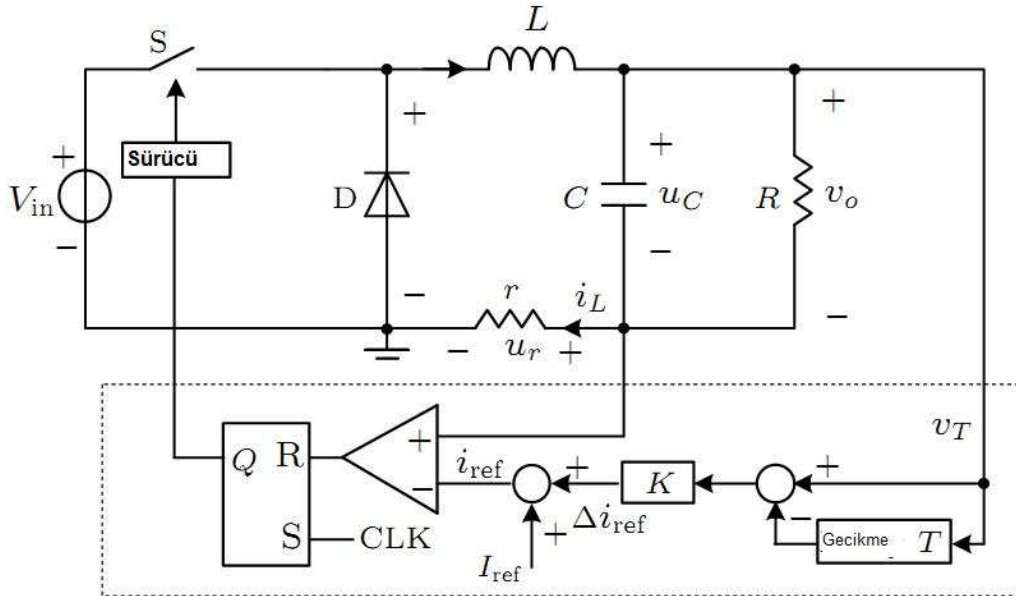 L
S
+
+
+
Sürücü
+
V_in
D
C
u_C
R
v_o
−
−
r
i_L
−
−
−
u_r
+
v_T
Q
R
+
−
i_ref
+
K
+
Δi_ref
−
S
CLK
+
Gecikme T
I_ref